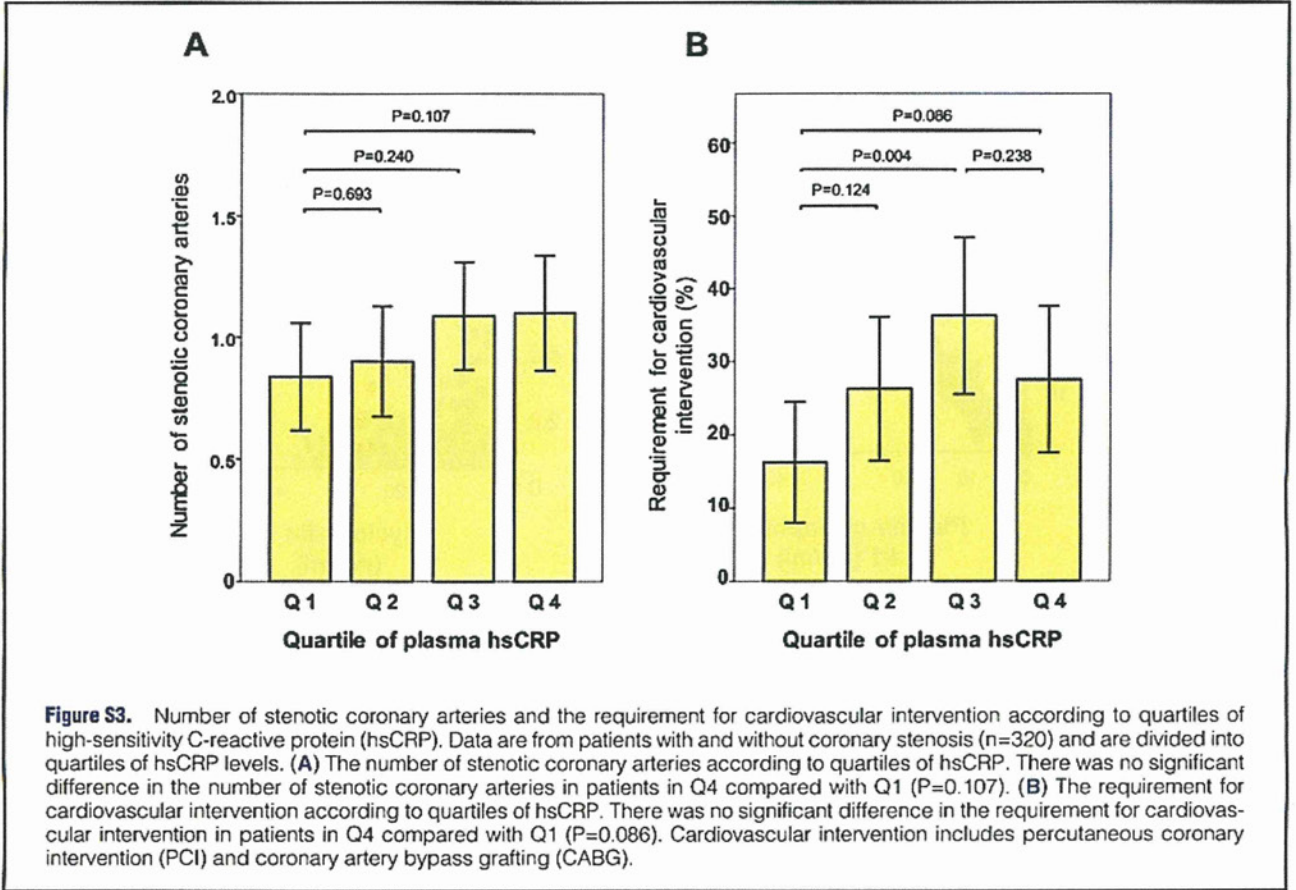 A
Number of stenotic coronary arteries
2.0
1.5
1.0
0.5
0
P=0.107
P=0.240
P=0.693
Q 1 Q 2 Q 3 Q 4
Quartile of plasma hsCRP
B
Requirement for cardiovascular
intervention (%)
60
50
40
30
20
10
0
P=0.086
P=0.004 P=0.238
P=0.124
Q 1 Q 2 Q 3 Q 4
Quartile of plasma hsCRP
Figure S3. Number of stenotic coronary arteries and the requirement for cardiovascular intervention according to quartiles of
high-sensitivity C-reactive protein (hsCRP). Data are from patients with and without coronary stenosis (n=320) and are divided into
quartiles of hsCRP levels. (A) The number of stenotic coronary arteries according to quartiles of hsCRP. There was no significant
difference in the number of stenotic coronary arteries in patients in Q4 compared with Q1 (P=0.107). (B) The requirement for
cardiovascular intervention according to quartiles of hsCRP. There was no significant difference in the requirement for cardiovas-
cular intervention in patients in Q4 compared with Q1 (P=0.086). Cardiovascular intervention includes percutaneous coronary
intervention (PCI) and coronary artery bypass grafting (CABG).